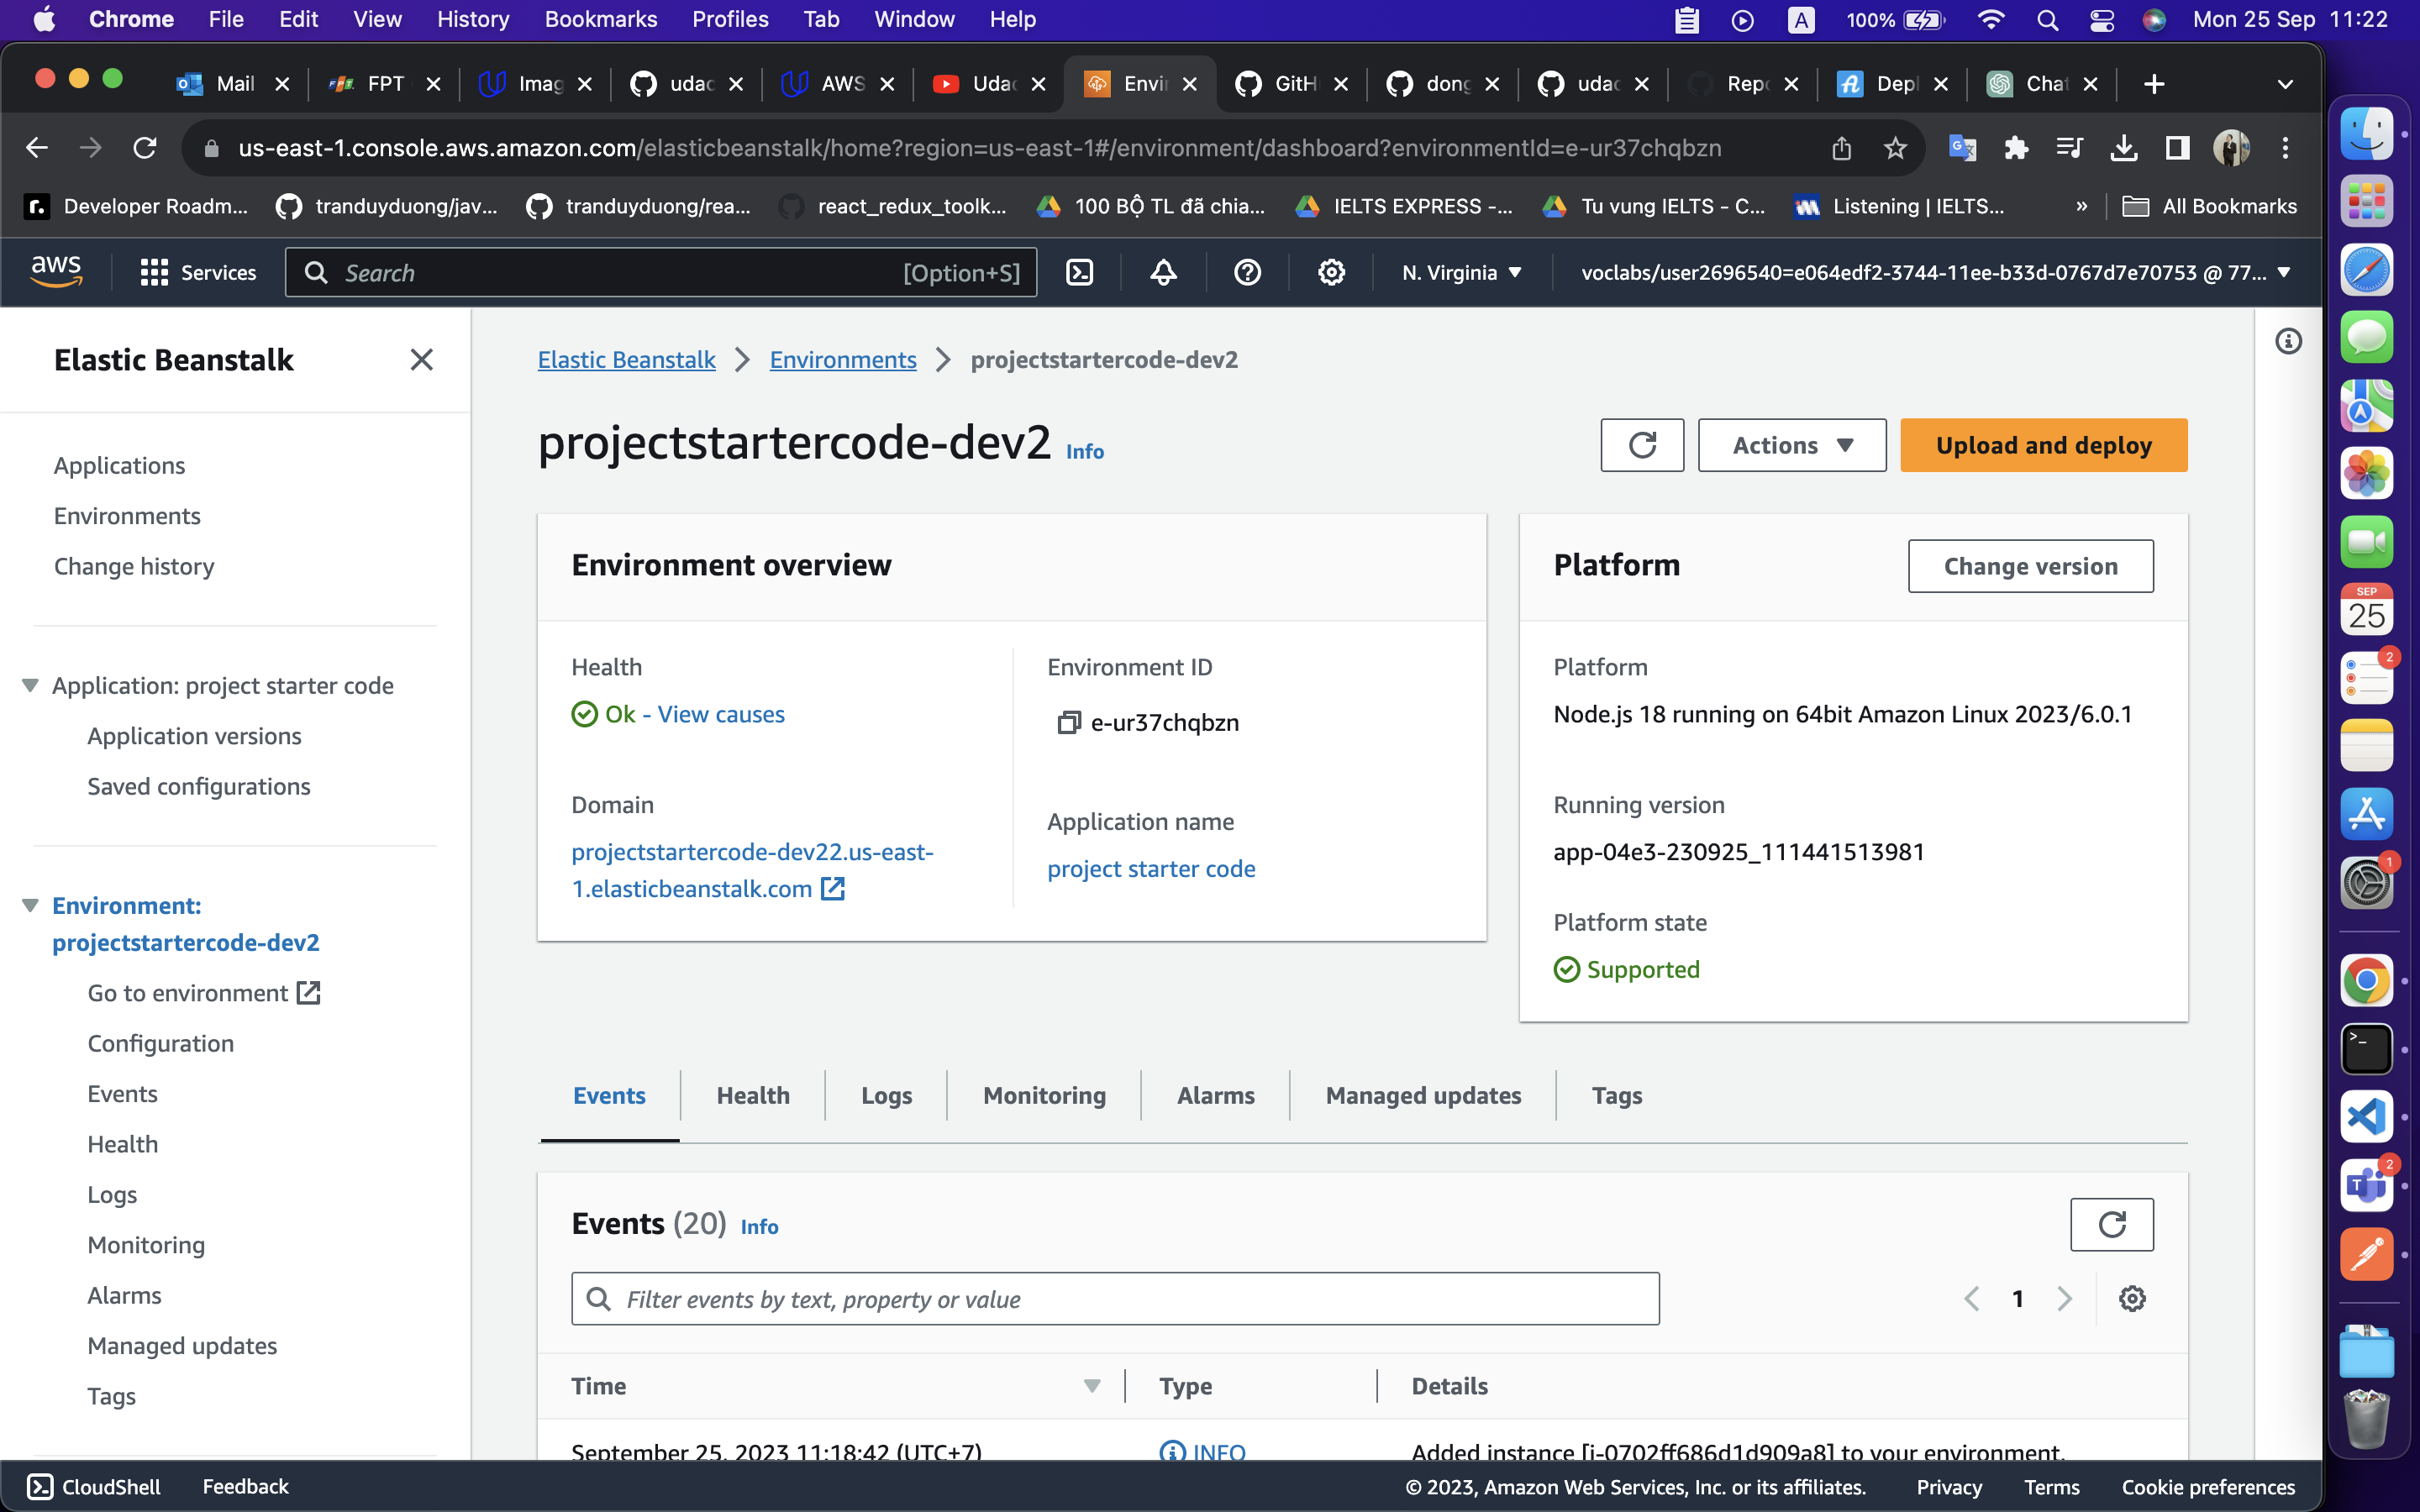 Chrome File Edit View History Bookmarks Profiles Tab Window Help 100% Mon 25 Sep 11:22
Mail FPT Imag udac AWS Udac Envir GitH dong udac Repo Depl Chat
us-east-1.console.aws.amazon.com/elasticbeanstalk/home?region=us-east-1#/environment/dashboard?environmentId=e-ur37chqbzn
Developer Roadm... tranduyduong/jav... tranduyduong/rea... react_redux_toolk... 100 BỘ TL đã chia... IELTS EXPRESS -... Tu vung IELTS - C... Listening | IELTS... » All Bookmarks
aws Services Search [Option+S] N. Virginia voclabs/user2696540=e064edf2-3744-11ee-b33d-0767d7e70753 @ 77...
Elastic Beanstalk
Applications
Environments
Change history
Application: project starter code
Application versions
Saved configurations
Environment:
projectstartercode-dev2
Go to environment
Configuration
Events
Health
Logs
Monitoring
Alarms
Managed updates
Tags
Elastic Beanstalk > Environments > projectstartercode-dev2
projectstartercode-dev2 Info
Actions
Upload and deploy
Environment overview
Health
Ok - View causes
Environment ID
e-ur37chqbzn
Domain
projectstartercode-dev22.us-east-
1.elasticbeanstalk.com
Application name
project starter code
Platform
Change version
Platform
Node.js 18 running on 64bit Amazon Linux 2023/6.0.1
Running version
app-04e3-230925_111441513981
Platform state
Supported
Events Health Logs Monitoring Alarms Managed updates Tags
Events (20) Info
Filter events by text, property or value
1
Time Type Details
September 25, 2023 11:18:42 (UTC+7) INFO Added instance [i-0702ff686d1d909a8] to your environment.
CloudShell Feedback © 2023, Amazon Web Services, Inc. or its affiliates. Privacy Terms Cookie preferences
SEP
25
2
1
2